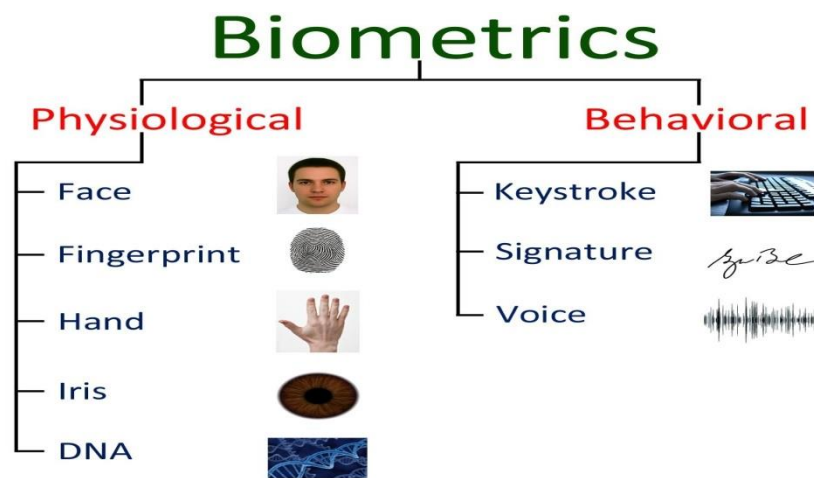 Biometrics
Physiological
Face
Fingerprint
Hand
Iris
DNA
Behavioral
Keystroke
Signature
Voice